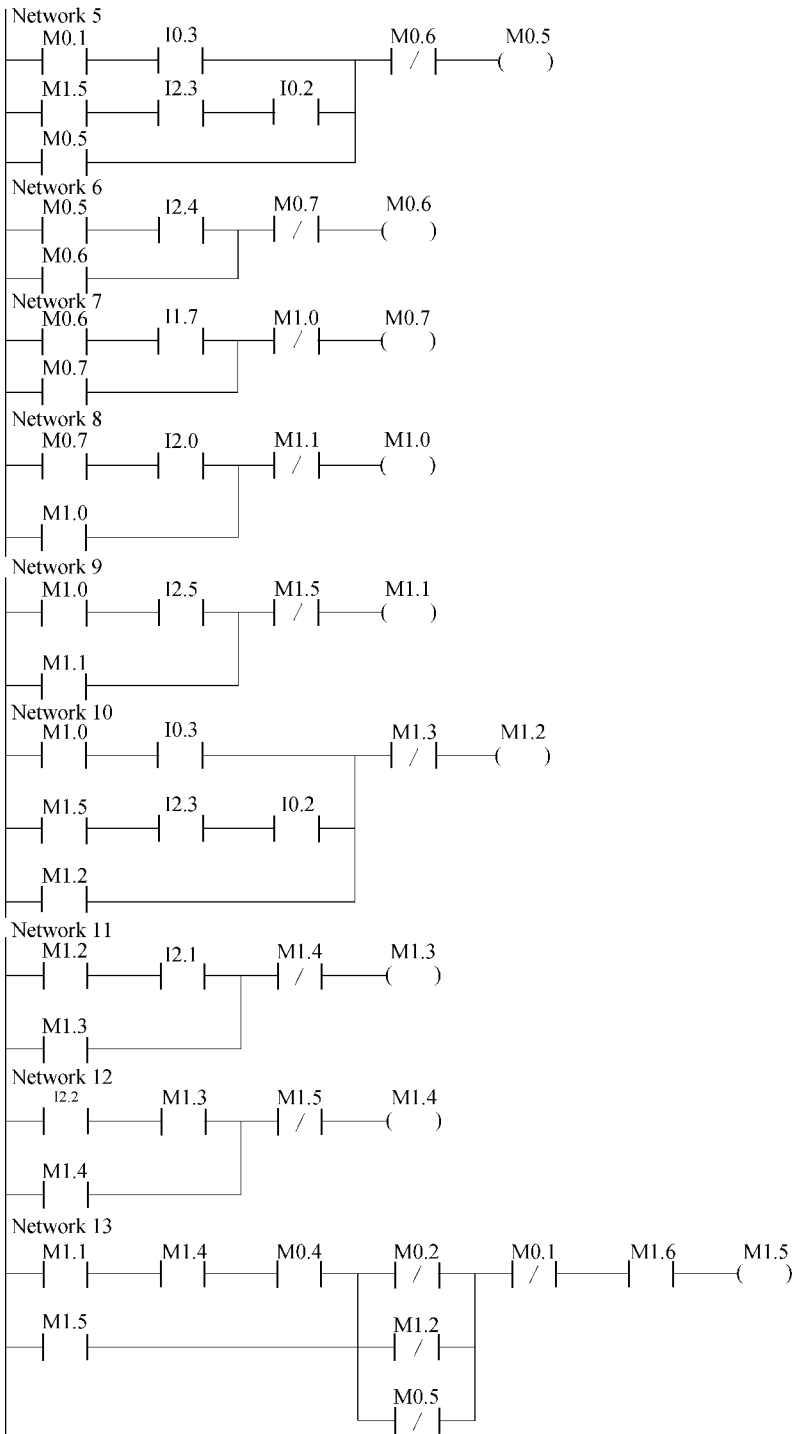 Network 5
M0.1 I0.3 M0.6 M0.5
M1.5 I2.3 I0.2
M0.5
Network 6
M0.5 I2.4 M0.7 M0.6
M0.6
Network 7
M0.6 I1.7 M1.0 M0.7
M0.7
Network 8
M0.7 I2.0 M1.1 M1.0
M1.0
Network 9
M1.0 I2.5 M1.5 M1.1
M1.1
Network 10
M1.0 I0.3 M1.3 M1.2
M1.5 I2.3 I0.2
M1.2
Network 11
M1.2 I2.1 M1.4 M1.3
M1.3
Network 12
I2.2 M1.3 M1.5 M1.4
M1.4
Network 13
M1.1 M1.4 M0.4 M0.2 M0.1 M1.6 M1.5
M1.5 M1.2
M0.5